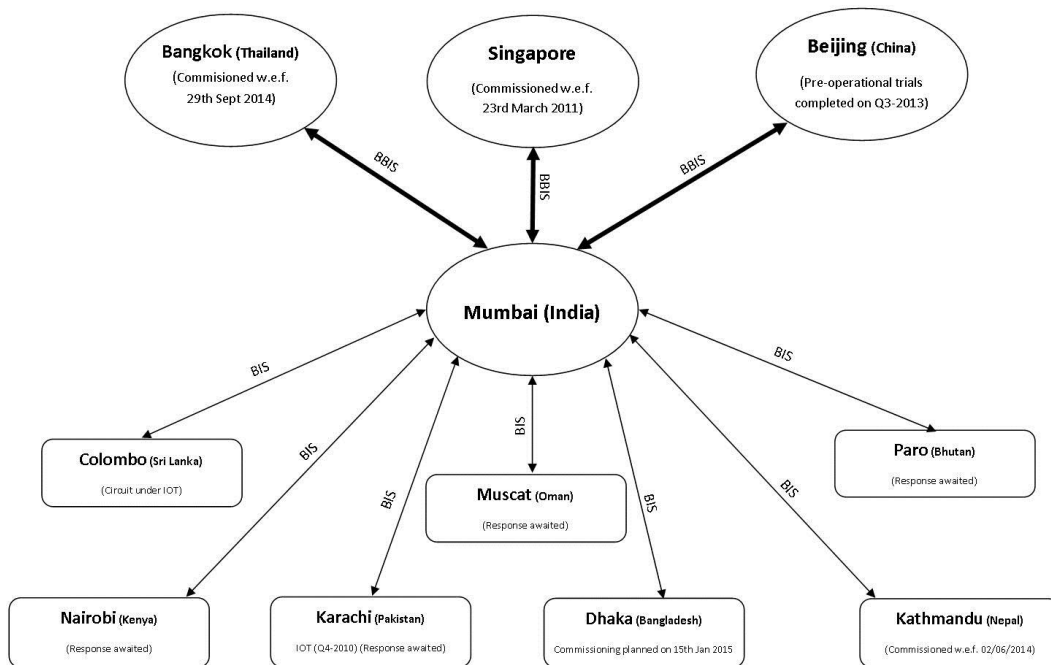 Bangkok (Thailand)
(Commisioned w.e.f.
29th Sept 2014)
Singapore
(Commissioned w.e.f.
23rd March 2011)
Beijing (China)
(Pre-operational trials
completed on Q3-2013)
BBIS
BBIS
BBIS
Mumbai (India)
BIS
BIS
BIS
BIS
BIS
BIS
BIS
Colombo (Sri Lanka)
(Circuit under IOT)
Muscat (Oman)
(Response awaited)
Paro (Bhutan)
(Response awaited)
Nairobi (Kenya)
(Response awaited)
Karachi (Pakistan)
IOT (Q4-2010) (Response awaited)
Dhaka (Bangladesh)
Commissioning planned on 15th Jan 2015
Kathmandu (Nepal)
(Commissioned w.e.f. 02/06/2014)